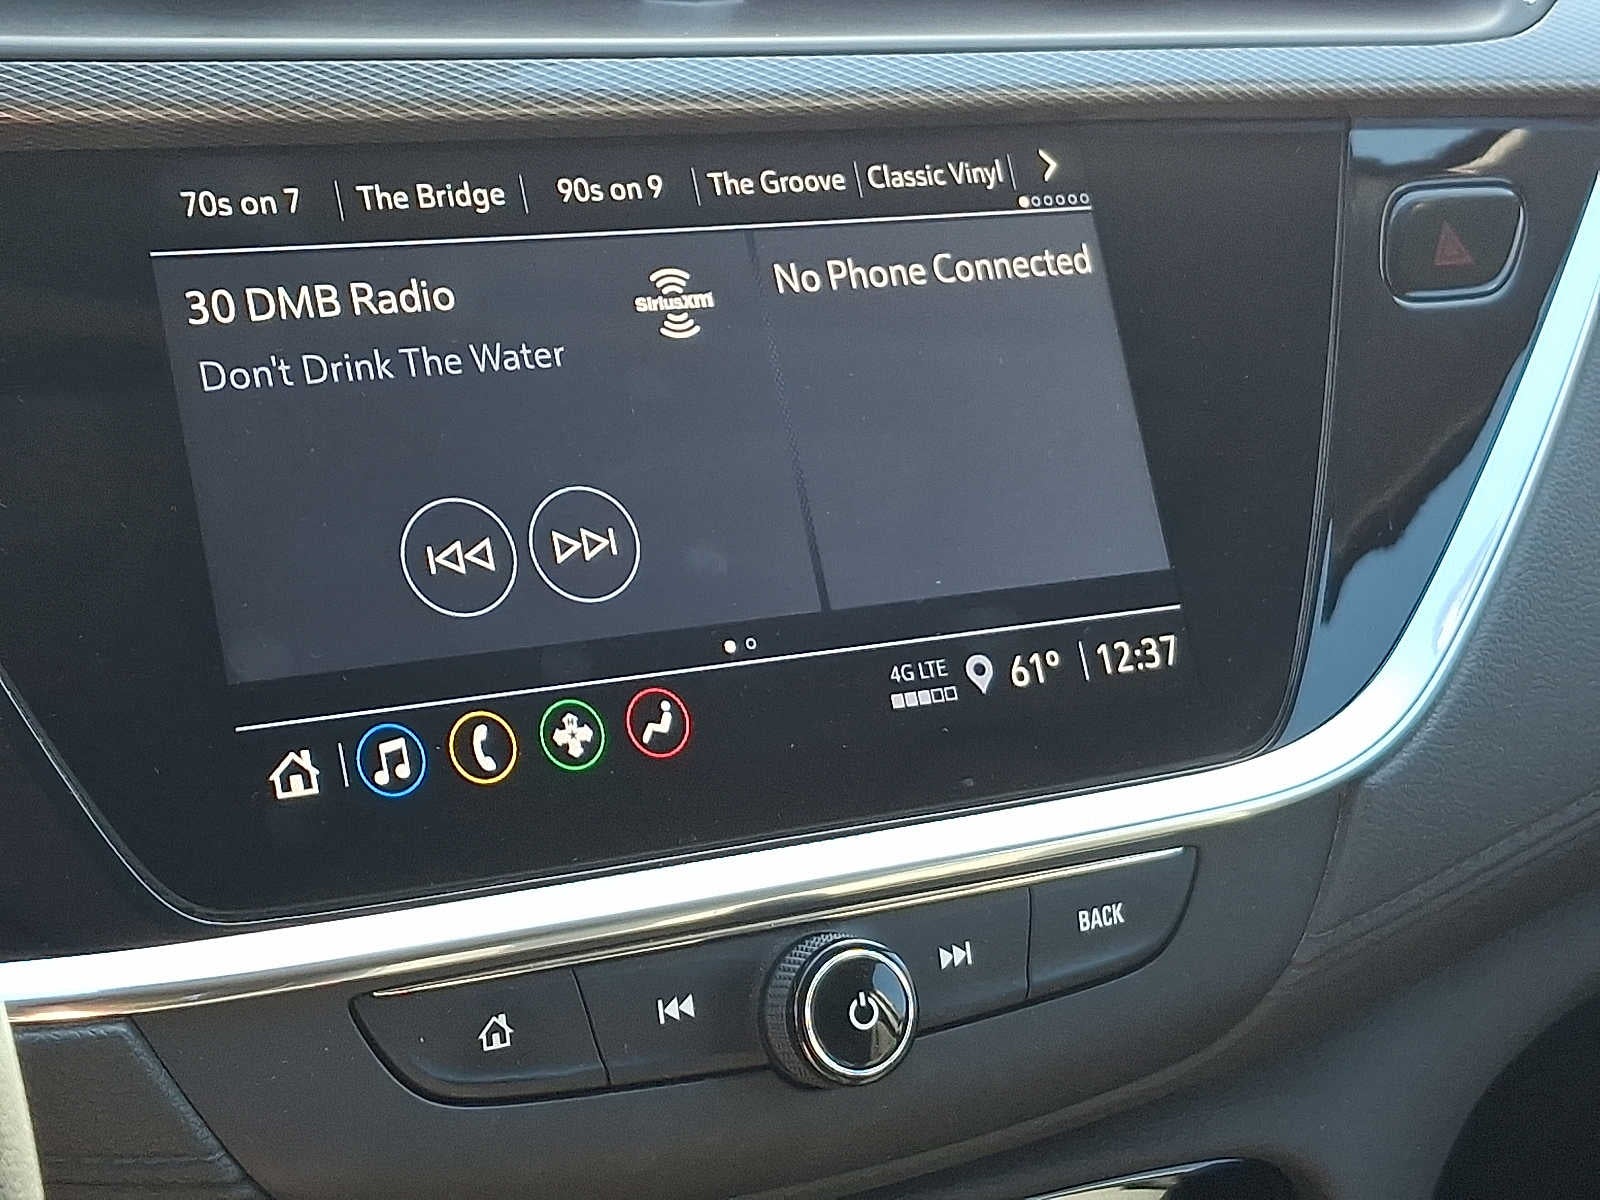 70s on 7 | The Bridge | 90s on 9 | The Groove | Classic Vinyl |
30 DMB Radio
SiriusXM
No Phone Connected
Don't Drink The Water
4G LTE
61° | 12:37
BACK